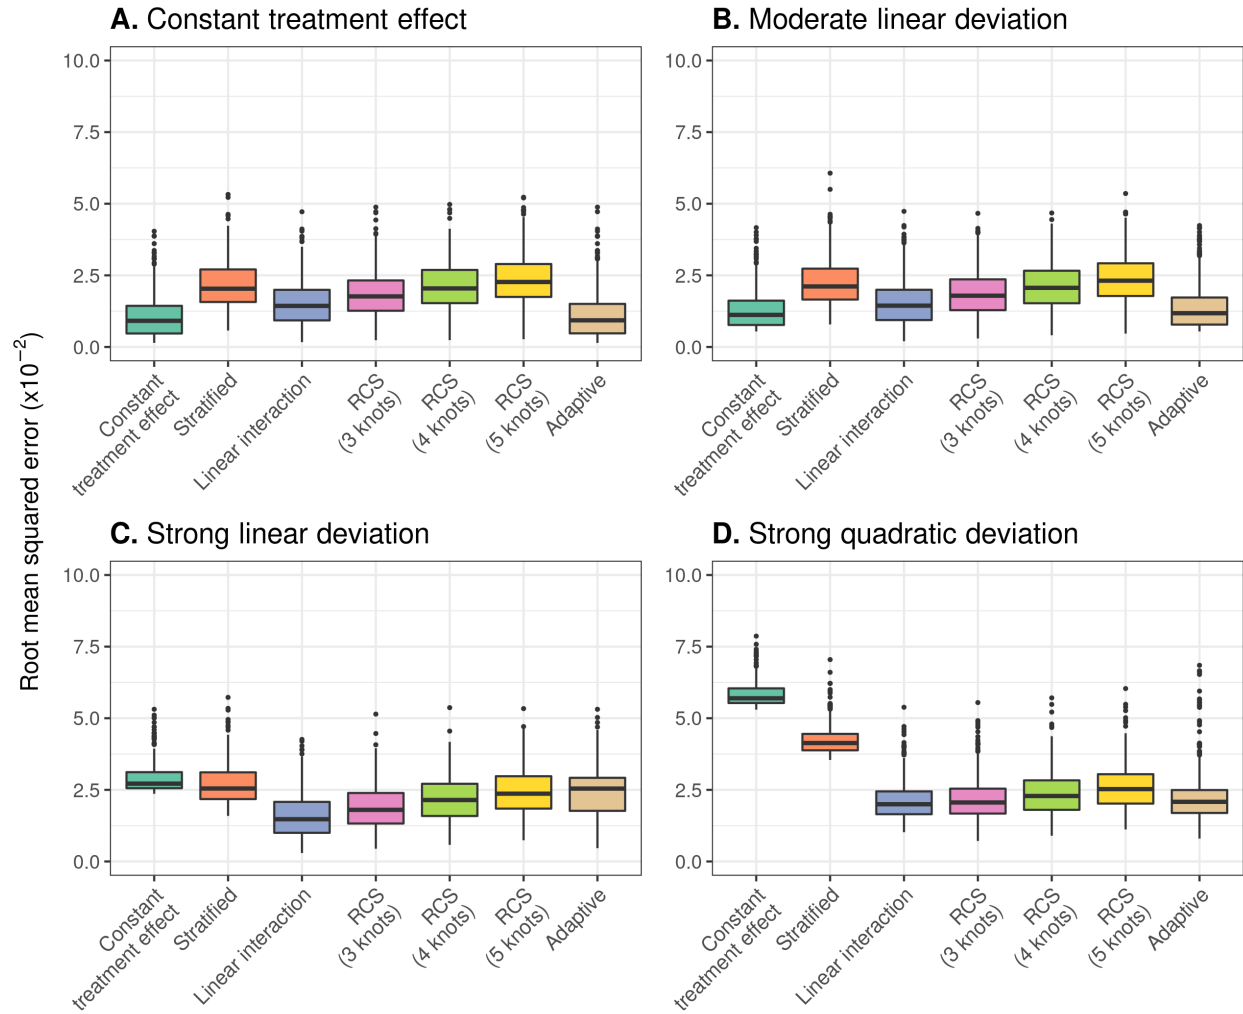 A. Constant treatment effect
10.0
7.5
5.0
2.5
0.0
Constant
treatment effect
Stratified
Linear interaction
RCS
(3 knots)
RCS
(4 knots)
RCS
(5 knots)
Adaptive
B. Moderate linear deviation
10.0
7.5
5.0
2.5
0.0
Constant
treatment effect
Stratified
Linear interaction
RCS
(3 knots)
RCS
(4 knots)
RCS
(5 knots)
Adaptive
Root mean squared error (x10⁻²)
C. Strong linear deviation
10.0
7.5
5.0
2.5
0.0
Constant
treatment effect
Stratified
Linear interaction
RCS
(3 knots)
RCS
(4 knots)
RCS
(5 knots)
Adaptive
D. Strong quadratic deviation
10.0
7.5
5.0
2.5
0.0
Constant
treatment effect
Stratified
Linear interaction
RCS
(3 knots)
RCS
(4 knots)
RCS
(5 knots)
Adaptive